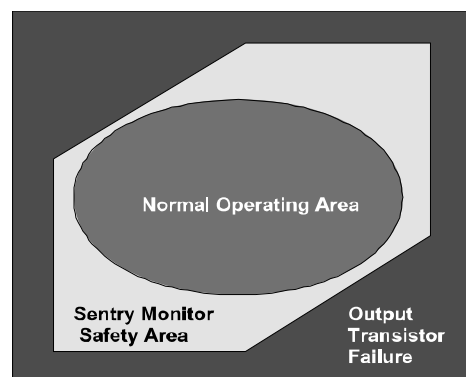 Normal Operating Area
Sentry Monitor
Safety Area
Output
Transistor
Failure